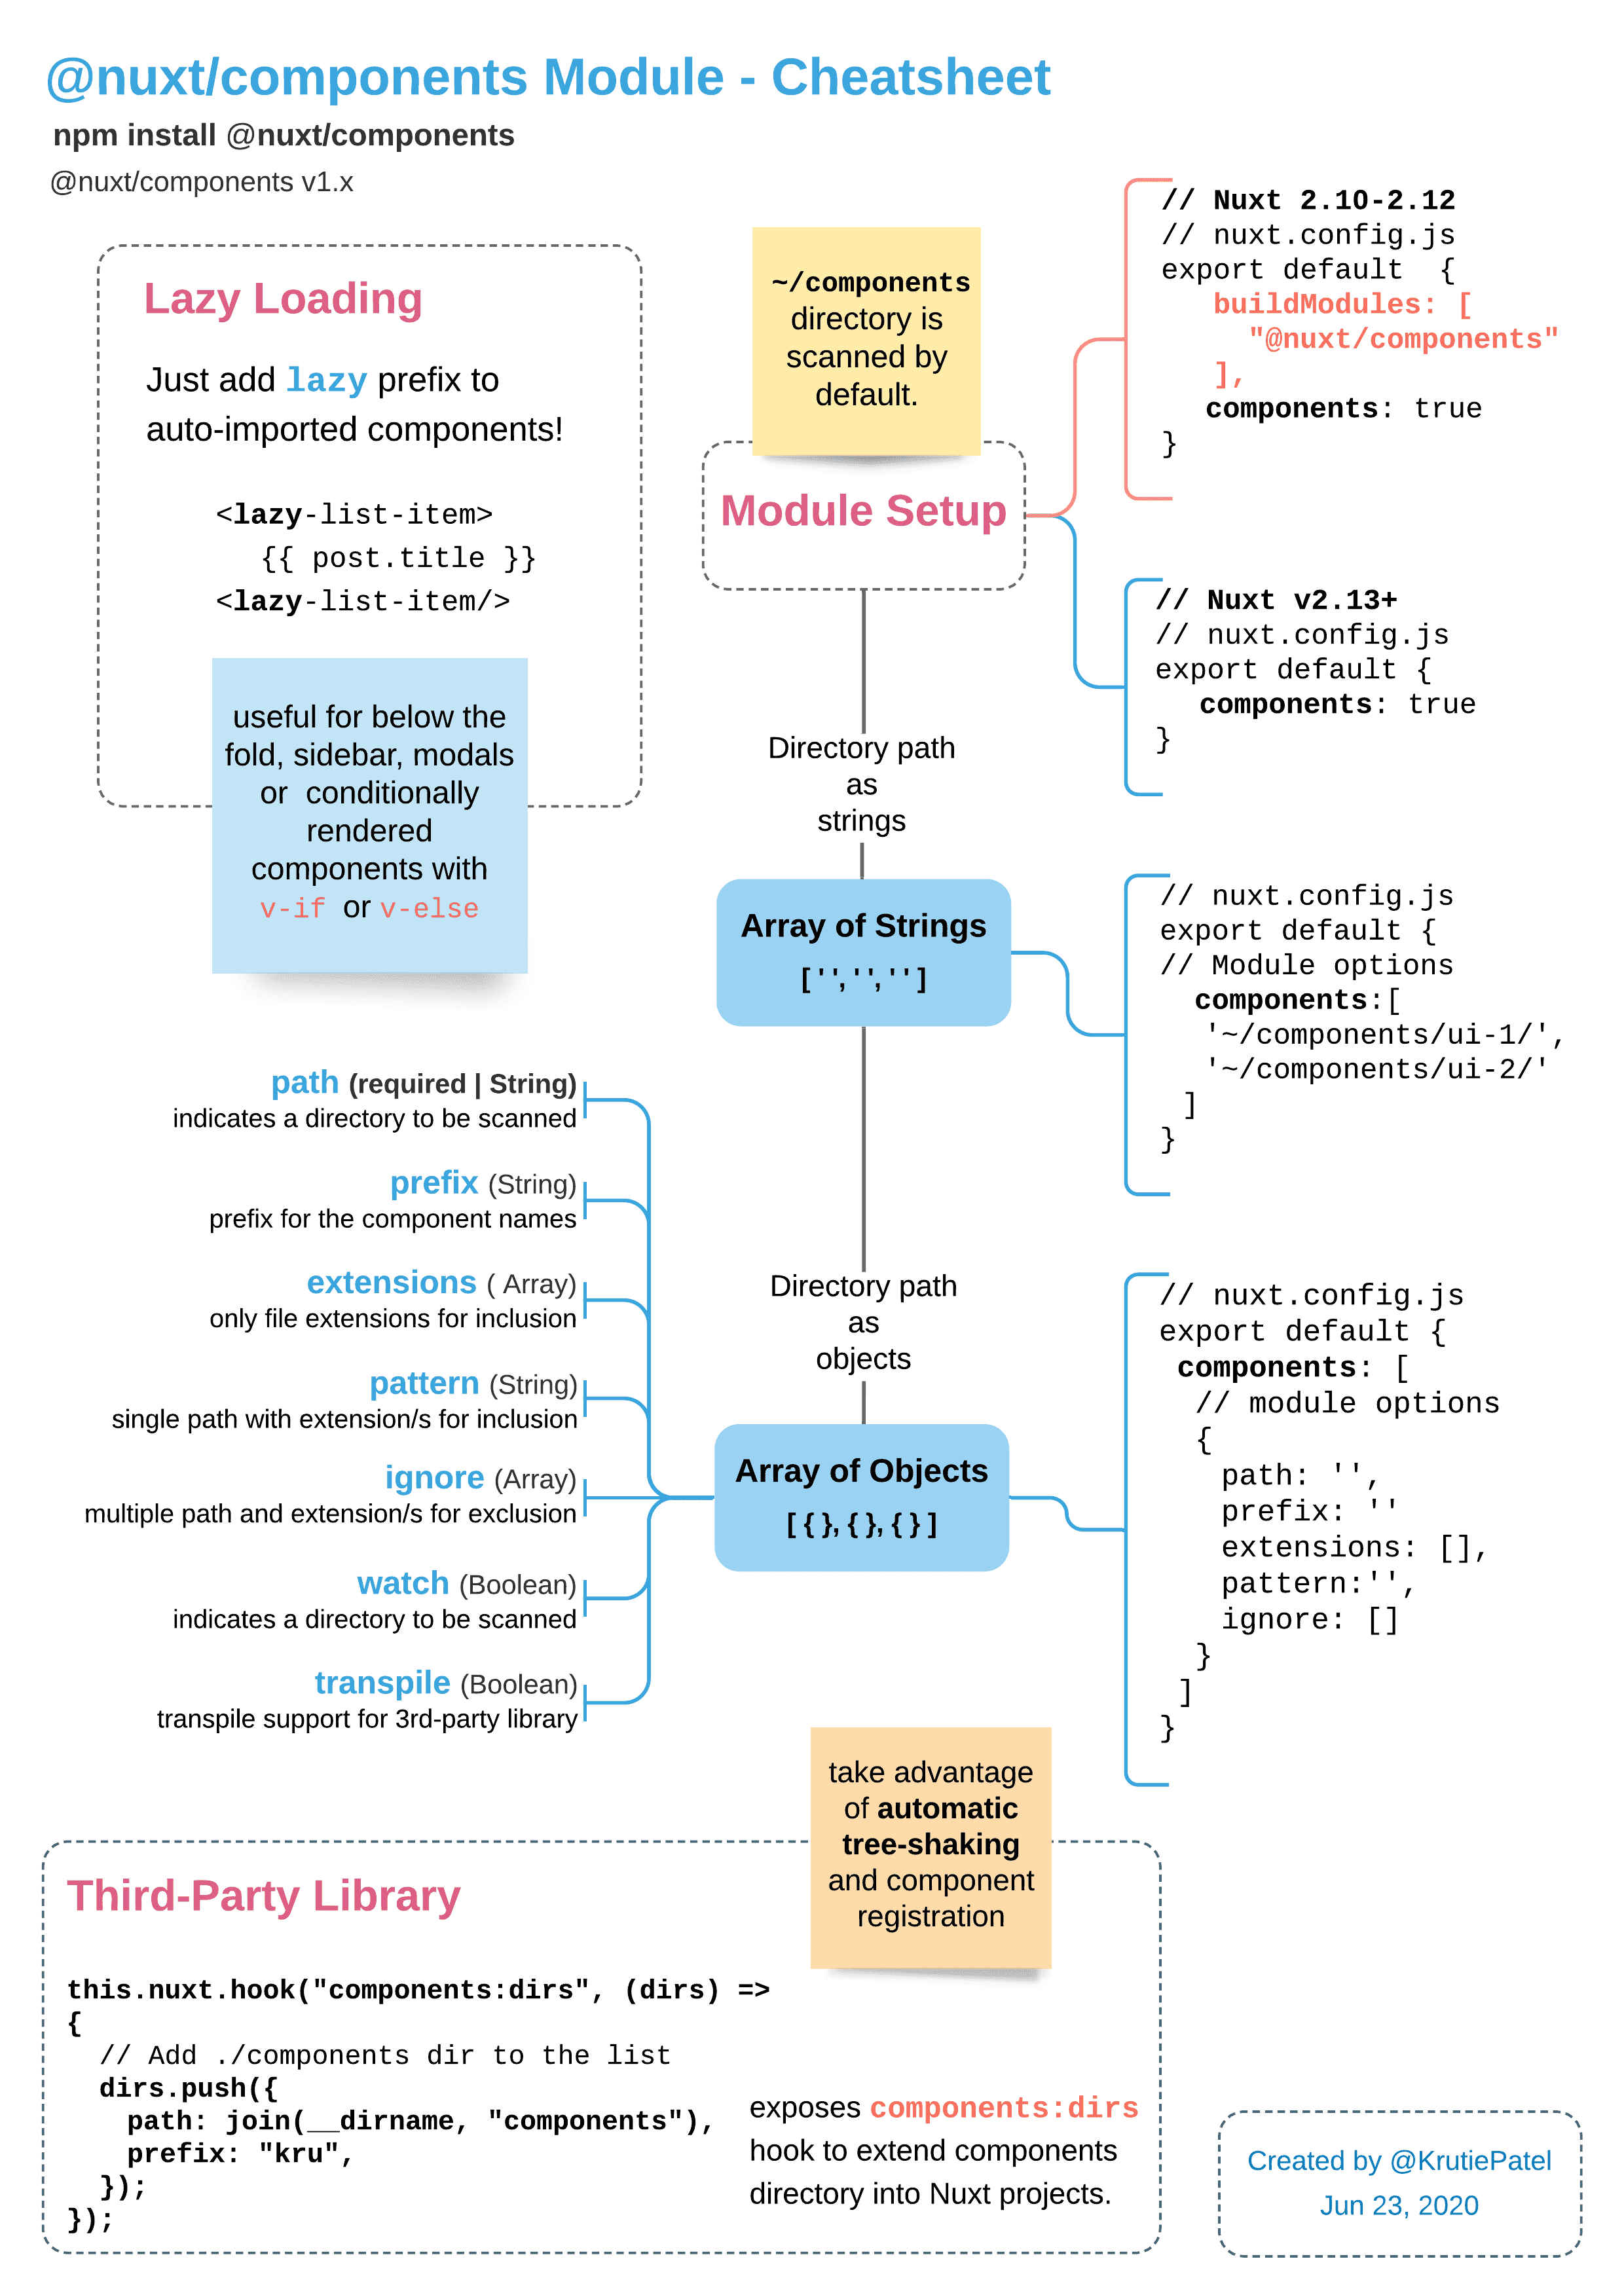 @nuxt/components Module - Cheatsheet
npm install @nuxt/components
@nuxt/components v1.x
Lazy Loading
Just add lazy prefix to
auto-imported components!
<lazy-list-item>
{{ post.title }}
<lazy-list-item/>
useful for below the
fold, sidebar, modals
or conditionally
rendered
components with
v-if or v-else
~/components
directory is
scanned by
default.
Module Setup
// Nuxt 2.10-2.12
// nuxt.config.js
export default {
buildModules: [
"@nuxt/components"
],
components: true
}
// Nuxt v2.13+
// nuxt.config.js
export default {
components: true
}
Directory path
as
strings
Array of Strings
[ ' ', ' ', ' ' ]
// nuxt.config.js
export default {
// Module options
components:[
'~/components/ui-1/',
'~/components/ui-2/'
]
}
Directory path
as
objects
Array of Objects
[ { }, { }, { } ]
// nuxt.config.js
export default {
components: [
// module options
{
path: '',
prefix: ''
extensions: [],
pattern:'',
ignore: []
}
]
}
path (required | String)
indicates a directory to be scanned
prefix (String)
prefix for the component names
extensions ( Array)
only file extensions for inclusion
pattern (String)
single path with extension/s for inclusion
ignore (Array)
multiple path and extension/s for exclusion
watch (Boolean)
indicates a directory to be scanned
transpile (Boolean)
transpile support for 3rd-party library
take advantage
of automatic
tree-shaking
and component
registration
Third-Party Library
this.nuxt.hook("components:dirs", (dirs) =>
{
// Add ./components dir to the list
dirs.push({
path: join(__dirname, "components"),
prefix: "kru",
});
});
exposes components:dirs
hook to extend components
directory into Nuxt projects.
Created by @KrutiePatel
Jun 23, 2020